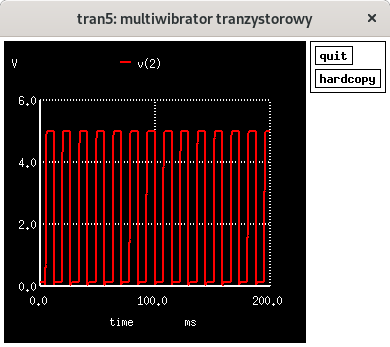 tran5: multiwibrator tranzystorowy ×
quit
hardcopy
V
v(2)
6.0
4.0
2.0
0.0
0.0 100.0 200.0
time ms